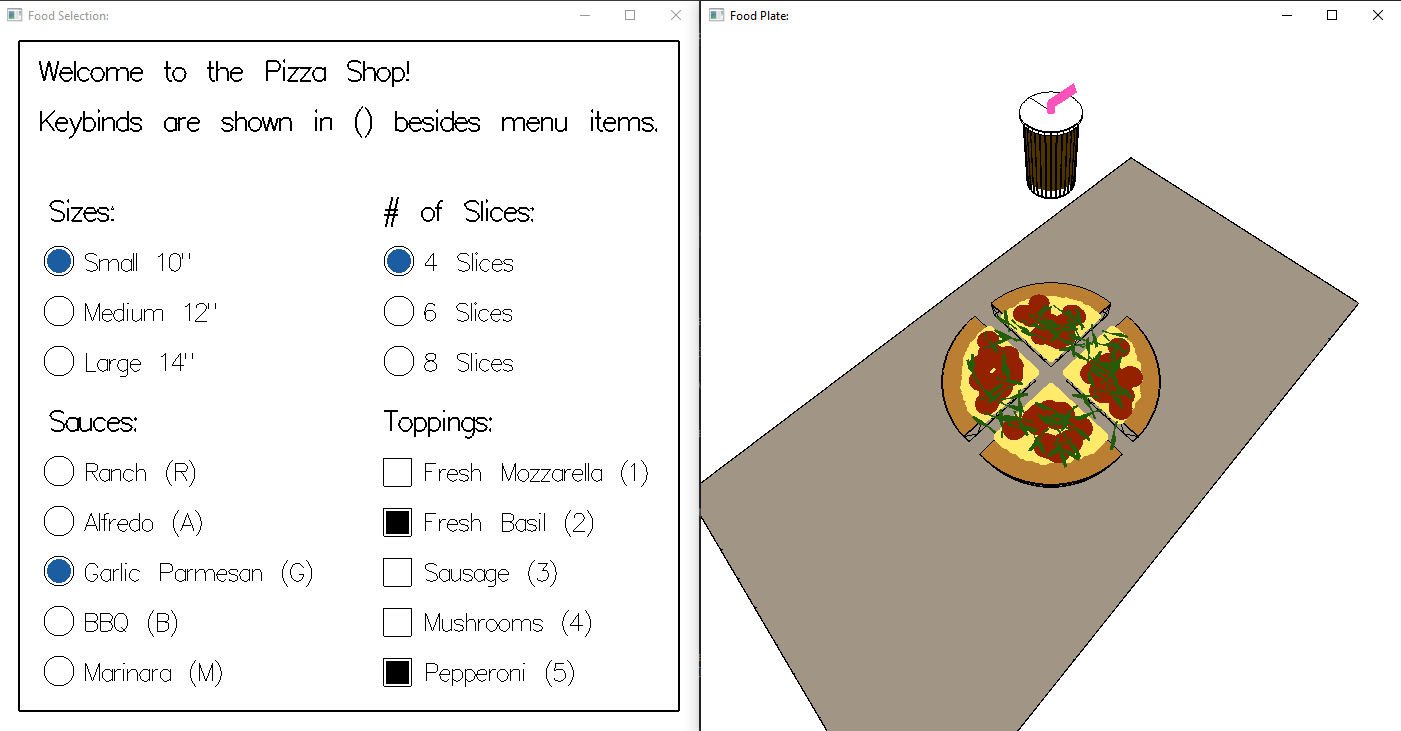 Food Selection:
Food Plate:
Welcome to the Pizza Shop!
Keybinds are shown in () besides menu items.
Sizes:
Small 10''
Medium 12''
Large 14''
# of Slices:
4 Slices
6 Slices
8 Slices
Sauces:
Ranch (R)
Alfredo (A)
Garlic Parmesan (G)
BBQ (B)
Marinara (M)
Toppings:
Fresh Mozzarella (1)
Fresh Basil (2)
Sausage (3)
Mushrooms (4)
Pepperoni (5)